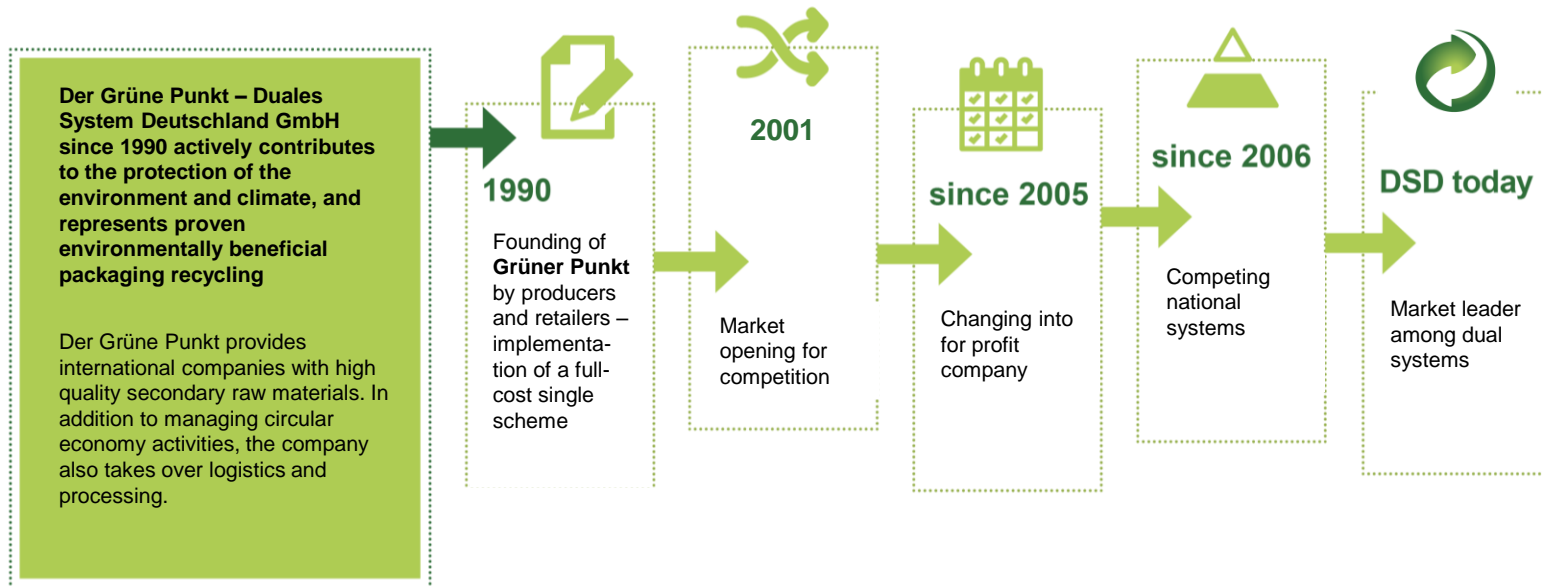 Der Grüne Punkt – Duales
System Deutschland GmbH
since 1990 actively contributes
to the protection of the
environment and climate, and
represents proven
environmentally beneficial
packaging recycling
Der Grüne Punkt provides
international companies with high
quality secondary raw materials. In
addition to managing circular
economy activities, the company
also takes over logistics and
processing.
1990
Founding of
Grüner Punkt
by producers
and retailers –
implementa-
tion of a full-
cost single
scheme
2001
Market
opening for
competition
since 2005
Changing into
for profit
company
since 2006
Competing
national
systems
DSD today
Market leader
among dual
systems